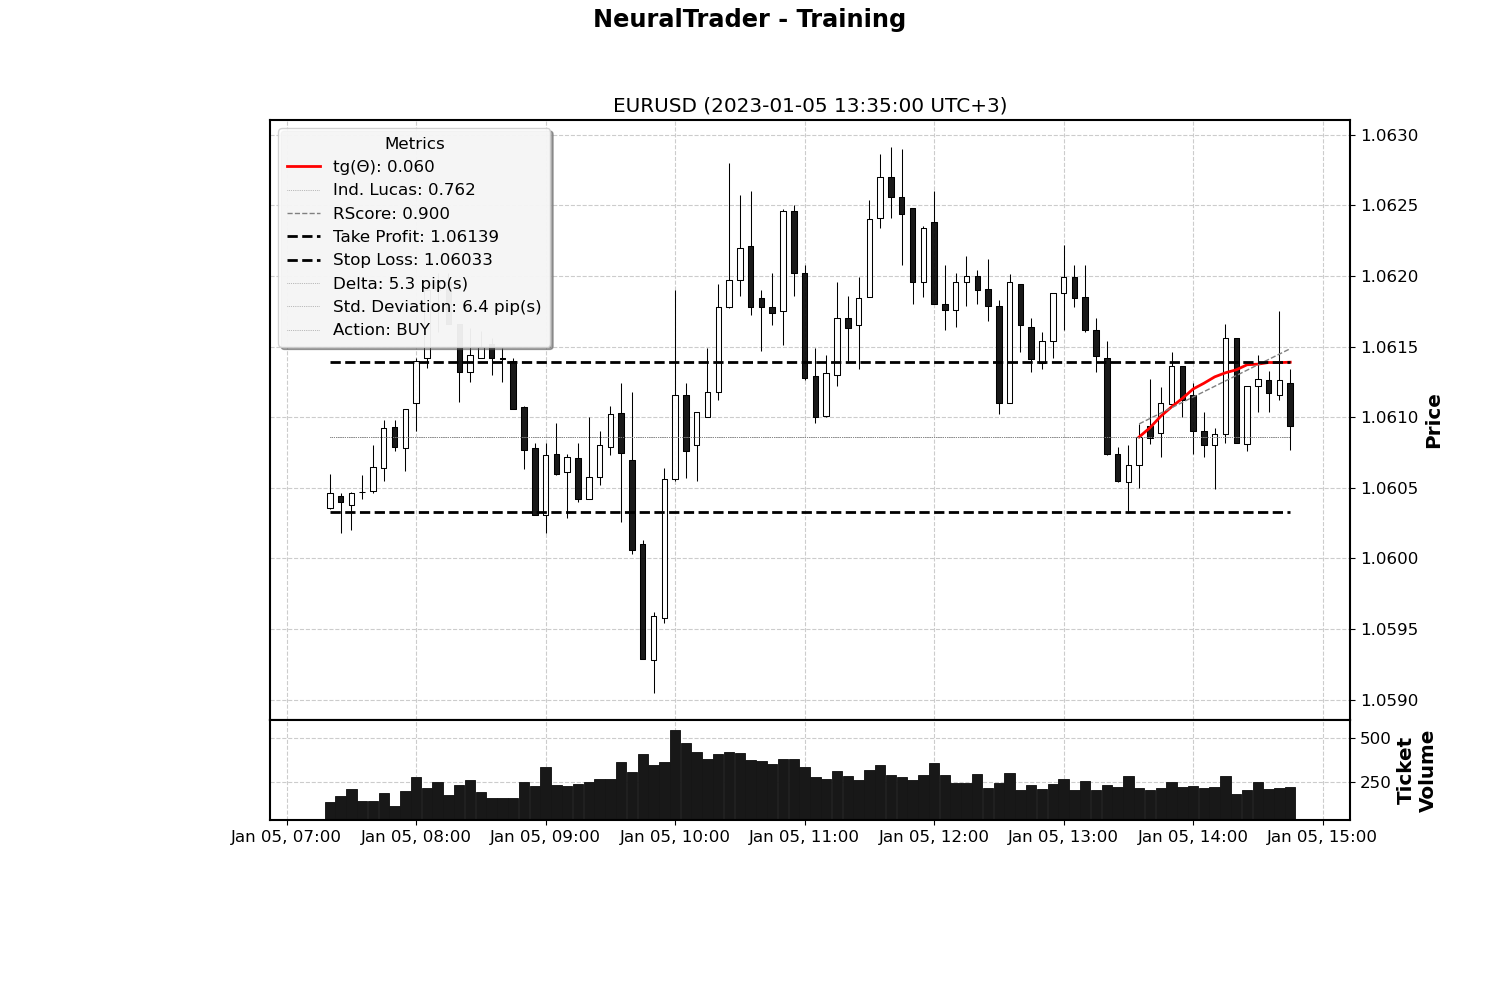 NeuralTrader - Training
EURUSD (2023-01-05 13:35:00 UTC+3)
Metrics
tg(Θ): 0.060
Ind. Lucas: 0.762
RScore: 0.900
Take Profit: 1.06139
Stop Loss: 1.06033
Delta: 5.3 pip(s)
Std. Deviation: 6.4 pip(s)
Action: BUY
1.0630
1.0625
1.0620
1.0615
1.0610
1.0605
1.0600
1.0595
1.0590
Price
500
250
Ticket
Volume
Jan 05, 07:00
Jan 05, 08:00
Jan 05, 09:00
Jan 05, 10:00
Jan 05, 11:00
Jan 05, 12:00
Jan 05, 13:00
Jan 05, 14:00
Jan 05, 15:00